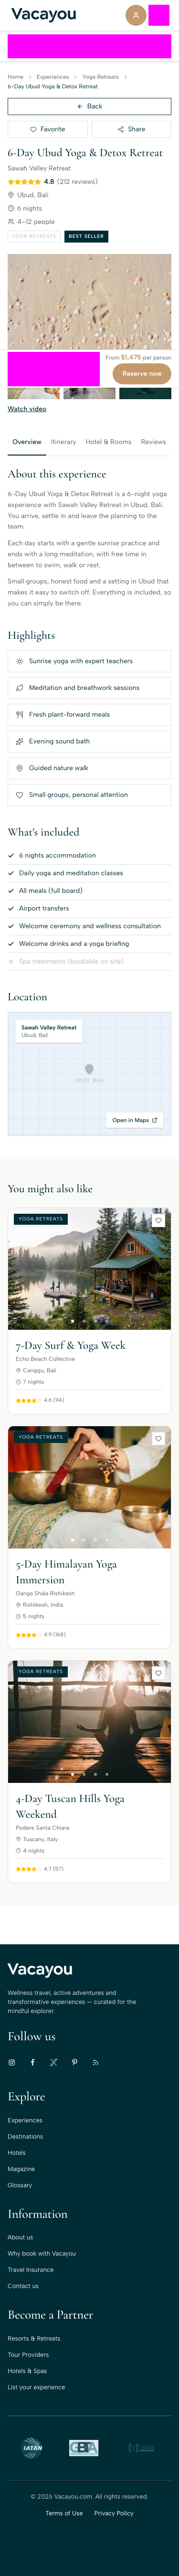 Vacayou
Home > Experiences > Yoga Retreats >
6-Day Ubud Yoga & Detox Retreat
Back
Favorite
Share
6-Day Ubud Yoga & Detox Retreat
Sawah Valley Retreat
4.8 (212 reviews)
Ubud, Bali
6 nights
4–12 people
YOGA RETREATS
BEST SELLER
From $1,475 per person
Reserve now
Watch video
Overview
Itinerary
Hotel & Rooms
Reviews
About this experience
6-Day Ubud Yoga & Detox Retreat is a 6-night yoga
experience with Sawah Valley Retreat in Ubud, Bali.
You arrive, settle in and leave the planning to the
team.
Each day starts with a gentle sunrise practice and
ends with a long meditation, with free time in
between to swim, walk or rest.
Small groups, honest food and a setting in Ubud that
makes it easy to switch off. Everything is included, so
you can simply be there.
Highlights
Sunrise yoga with expert teachers
Meditation and breathwork sessions
Fresh plant-forward meals
Evening sound bath
Guided nature walk
Small groups, personal attention
What's included
6 nights accommodation
Daily yoga and meditation classes
All meals (full board)
Airport transfers
Welcome ceremony and wellness consultation
Welcome drinks and a yoga briefing
Spa treatments (bookable on site)
Location
Sawah Valley Retreat
Ubud, Bali
UBUD, BALI
Open in Maps
You might also like
YOGA RETREATS
7-Day Surf & Yoga Week
Echo Beach Collective
Canggu, Bali
7 nights
4.6 (94)
YOGA RETREATS
5-Day Himalayan Yoga
Immersion
Ganga Shala Rishikesh
Rishikesh, India
5 nights
4.9 (168)
YOGA RETREATS
4-Day Tuscan Hills Yoga
Weekend
Podere Santa Chiara
Tuscany, Italy
4 nights
4.7 (57)
Vacayou
Wellness travel, active adventures and
transformative experiences — curated for the
mindful explorer.
Follow us
Explore
Experiences
Destinations
Hotels
Magazine
Glossary
Information
About us
Why book with Vacayou
Travel Insurance
Contact us
Become a Partner
Resorts & Retreats
Tour Providers
Hotels & Spas
List your experience
IATAN
GBTA
© 2026 Vacayou.com. All rights reserved.
Terms of Use
Privacy Policy